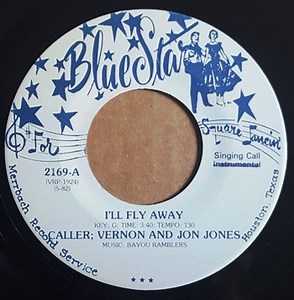 Blue Star
For
Square Dancin'
2169-A
(VRP-1924)
(5-82)
Singing Call
Instrumental
I'LL FLY AWAY
KEY: G, TIME: 3:40, TEMPO: 130
CALLER; VERNON AND JON JONES
MUSIC: BAYOU RAMBLERS
Merrbach Record Service
Houston, Texas
★★★